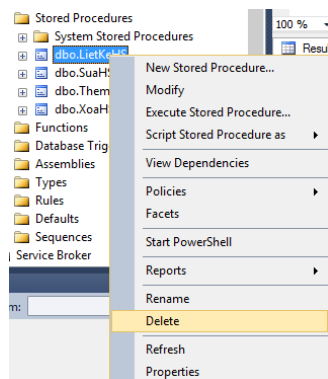 Stored Procedures
System Stored Procedures
dbo.LietKeHS
dbo.SuaH
dbo.Them
dbo.XoaH
Functions
Database Trig
Assemblies
Types
Rules
Defaults
Sequences
Service Broker
m:
100 %
Resu
New Stored Procedure...
Modify
Execute Stored Procedure...
Script Stored Procedure as
View Dependencies
Policies
Facets
Start PowerShell
Reports
Rename
Delete
Refresh
Properties